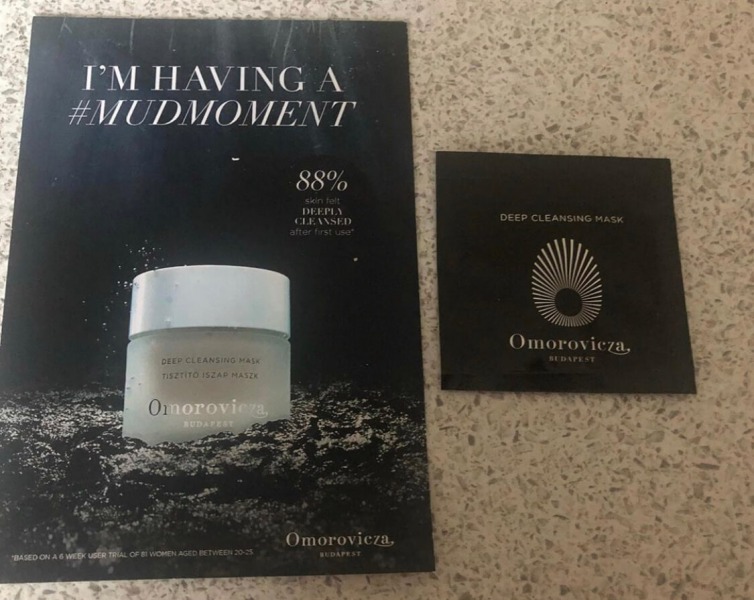 I'M HAVING A
#MUDMOMENT
88%
skin felt
DEEPLY
CLEANSED
after first use*
DEEP CLEANSING MASK
TISZTÍTÓ ISZAP MASZK
Omorovicza
BUDAPEST
*BASED ON A 6 WEEK USER TRIAL OF 81 WOMEN AGED BETWEEN 20-25
Omorovicza
BUDAPEST
DEEP CLEANSING MASK
Omorovicza
BUDAPEST